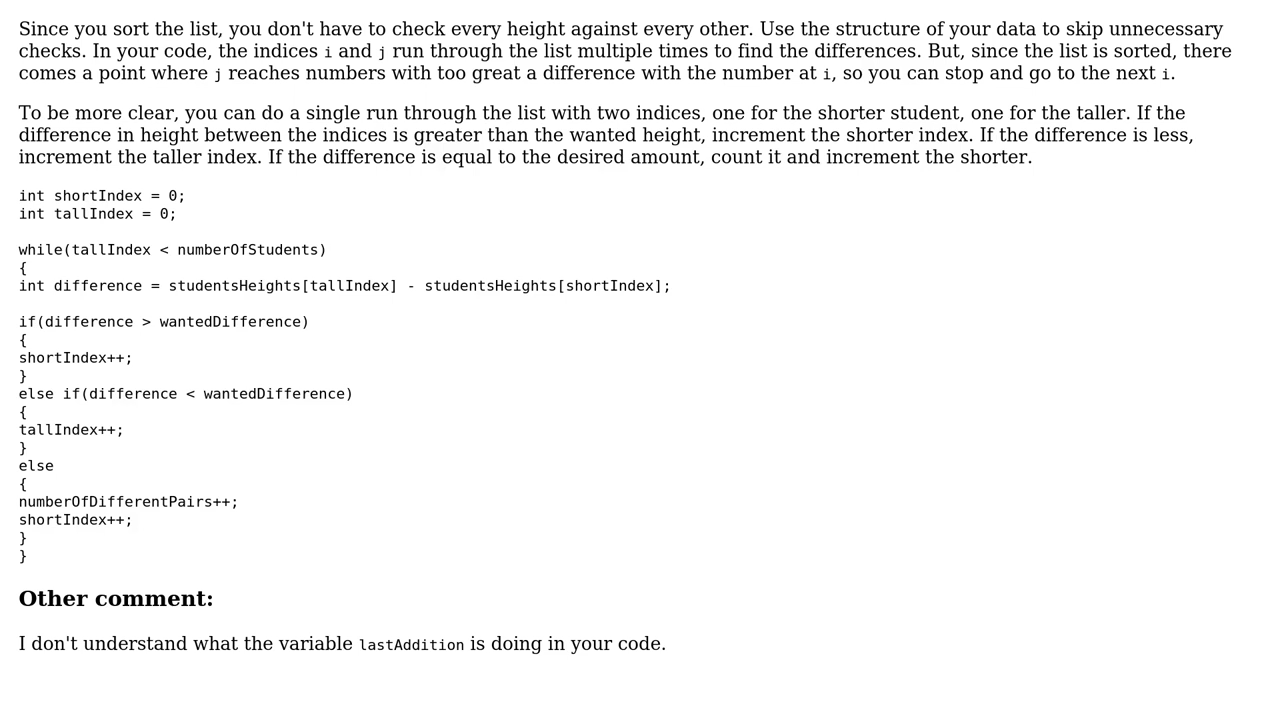 Since you sort the list, you don't have to check every height against every other. Use the structure of your data to skip unnecessary
checks. In your code, the indices i and j run through the list multiple times to find the differences. But, since the list is sorted, there
comes a point where j reaches numbers with too great a difference with the number at i, so you can stop and go to the next i.
To be more clear, you can do a single run through the list with two indices, one for the shorter student, one for the taller. If the
difference in height between the indices is greater than the wanted height, increment the shorter index. If the difference is less,
increment the taller index. If the difference is equal to the desired amount, count it and increment the shorter.
int shortIndex = 0;
int tallIndex = 0;
while(tallIndex < numberOfStudents)
{
int difference = studentsHeights[tallIndex] - studentsHeights[shortIndex];
if(difference > wantedDifference)
{
shortIndex++;
}
else if(difference < wantedDifference)
{
tallIndex++;
}
else
{
numberOfDifferentPairs++;
shortIndex++;
}
}
Other comment:
I don't understand what the variable lastAddition is doing in your code.